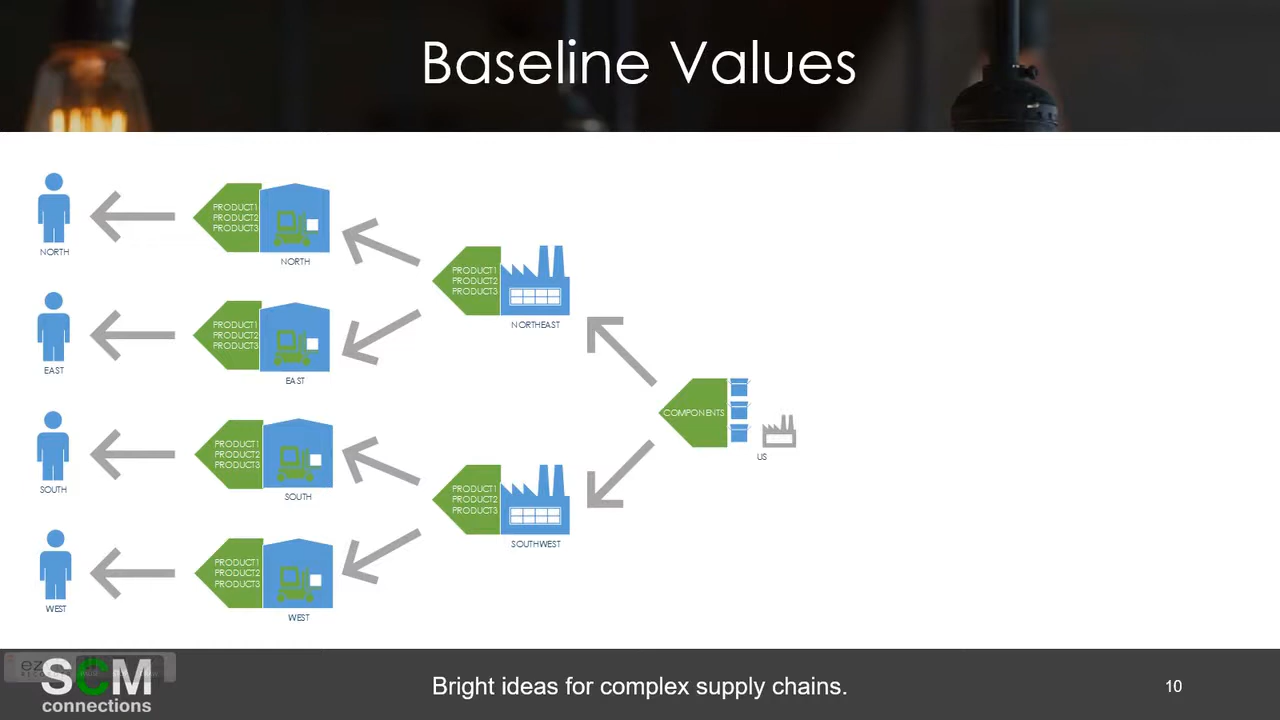 Baseline Values
PRODUCT1
PRODUCT2
PRODUCT3
NORTH
NORTH
PRODUCT1
PRODUCT2
PRODUCT3
NORTHEAST
PRODUCT1
PRODUCT2
PRODUCT3
EAST
EAST
COMPONENTS
US
PRODUCT1
PRODUCT2
PRODUCT3
SOUTH
SOUTH
PRODUCT1
PRODUCT2
PRODUCT3
SOUTHWEST
PRODUCT1
PRODUCT2
PRODUCT3
WEST
WEST
SCM
connections
Bright ideas for complex supply chains.
10